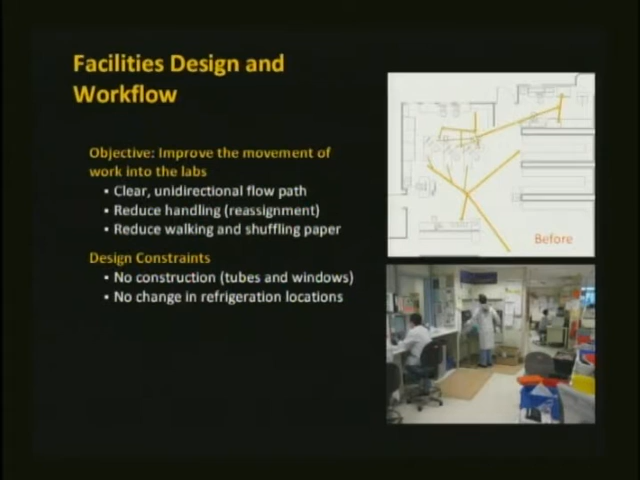 Facilities Design and
Workflow
Objective: Improve the movement of
work into the labs
• Clear, unidirectional flow path
• Reduce handling (reassignment)
• Reduce walking and shuffling paper
Design Constraints
• No construction (tubes and windows)
• No change in refrigeration locations
Before